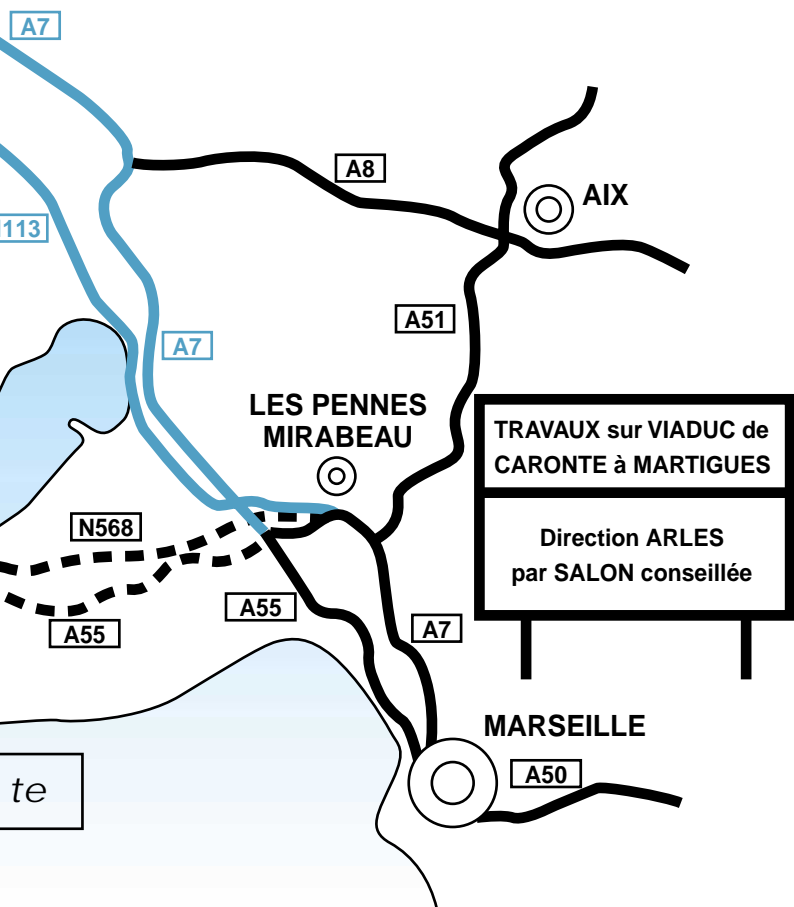 A7
A8
AIX
113
A51
A7
LES PENNES
MIRABEAU
TRAVAUX sur VIADUC de
CARONTE à MARTIGUES
N568
Direction ARLES
par SALON conseillée
A55
A55
A7
MARSEILLE
A50
te